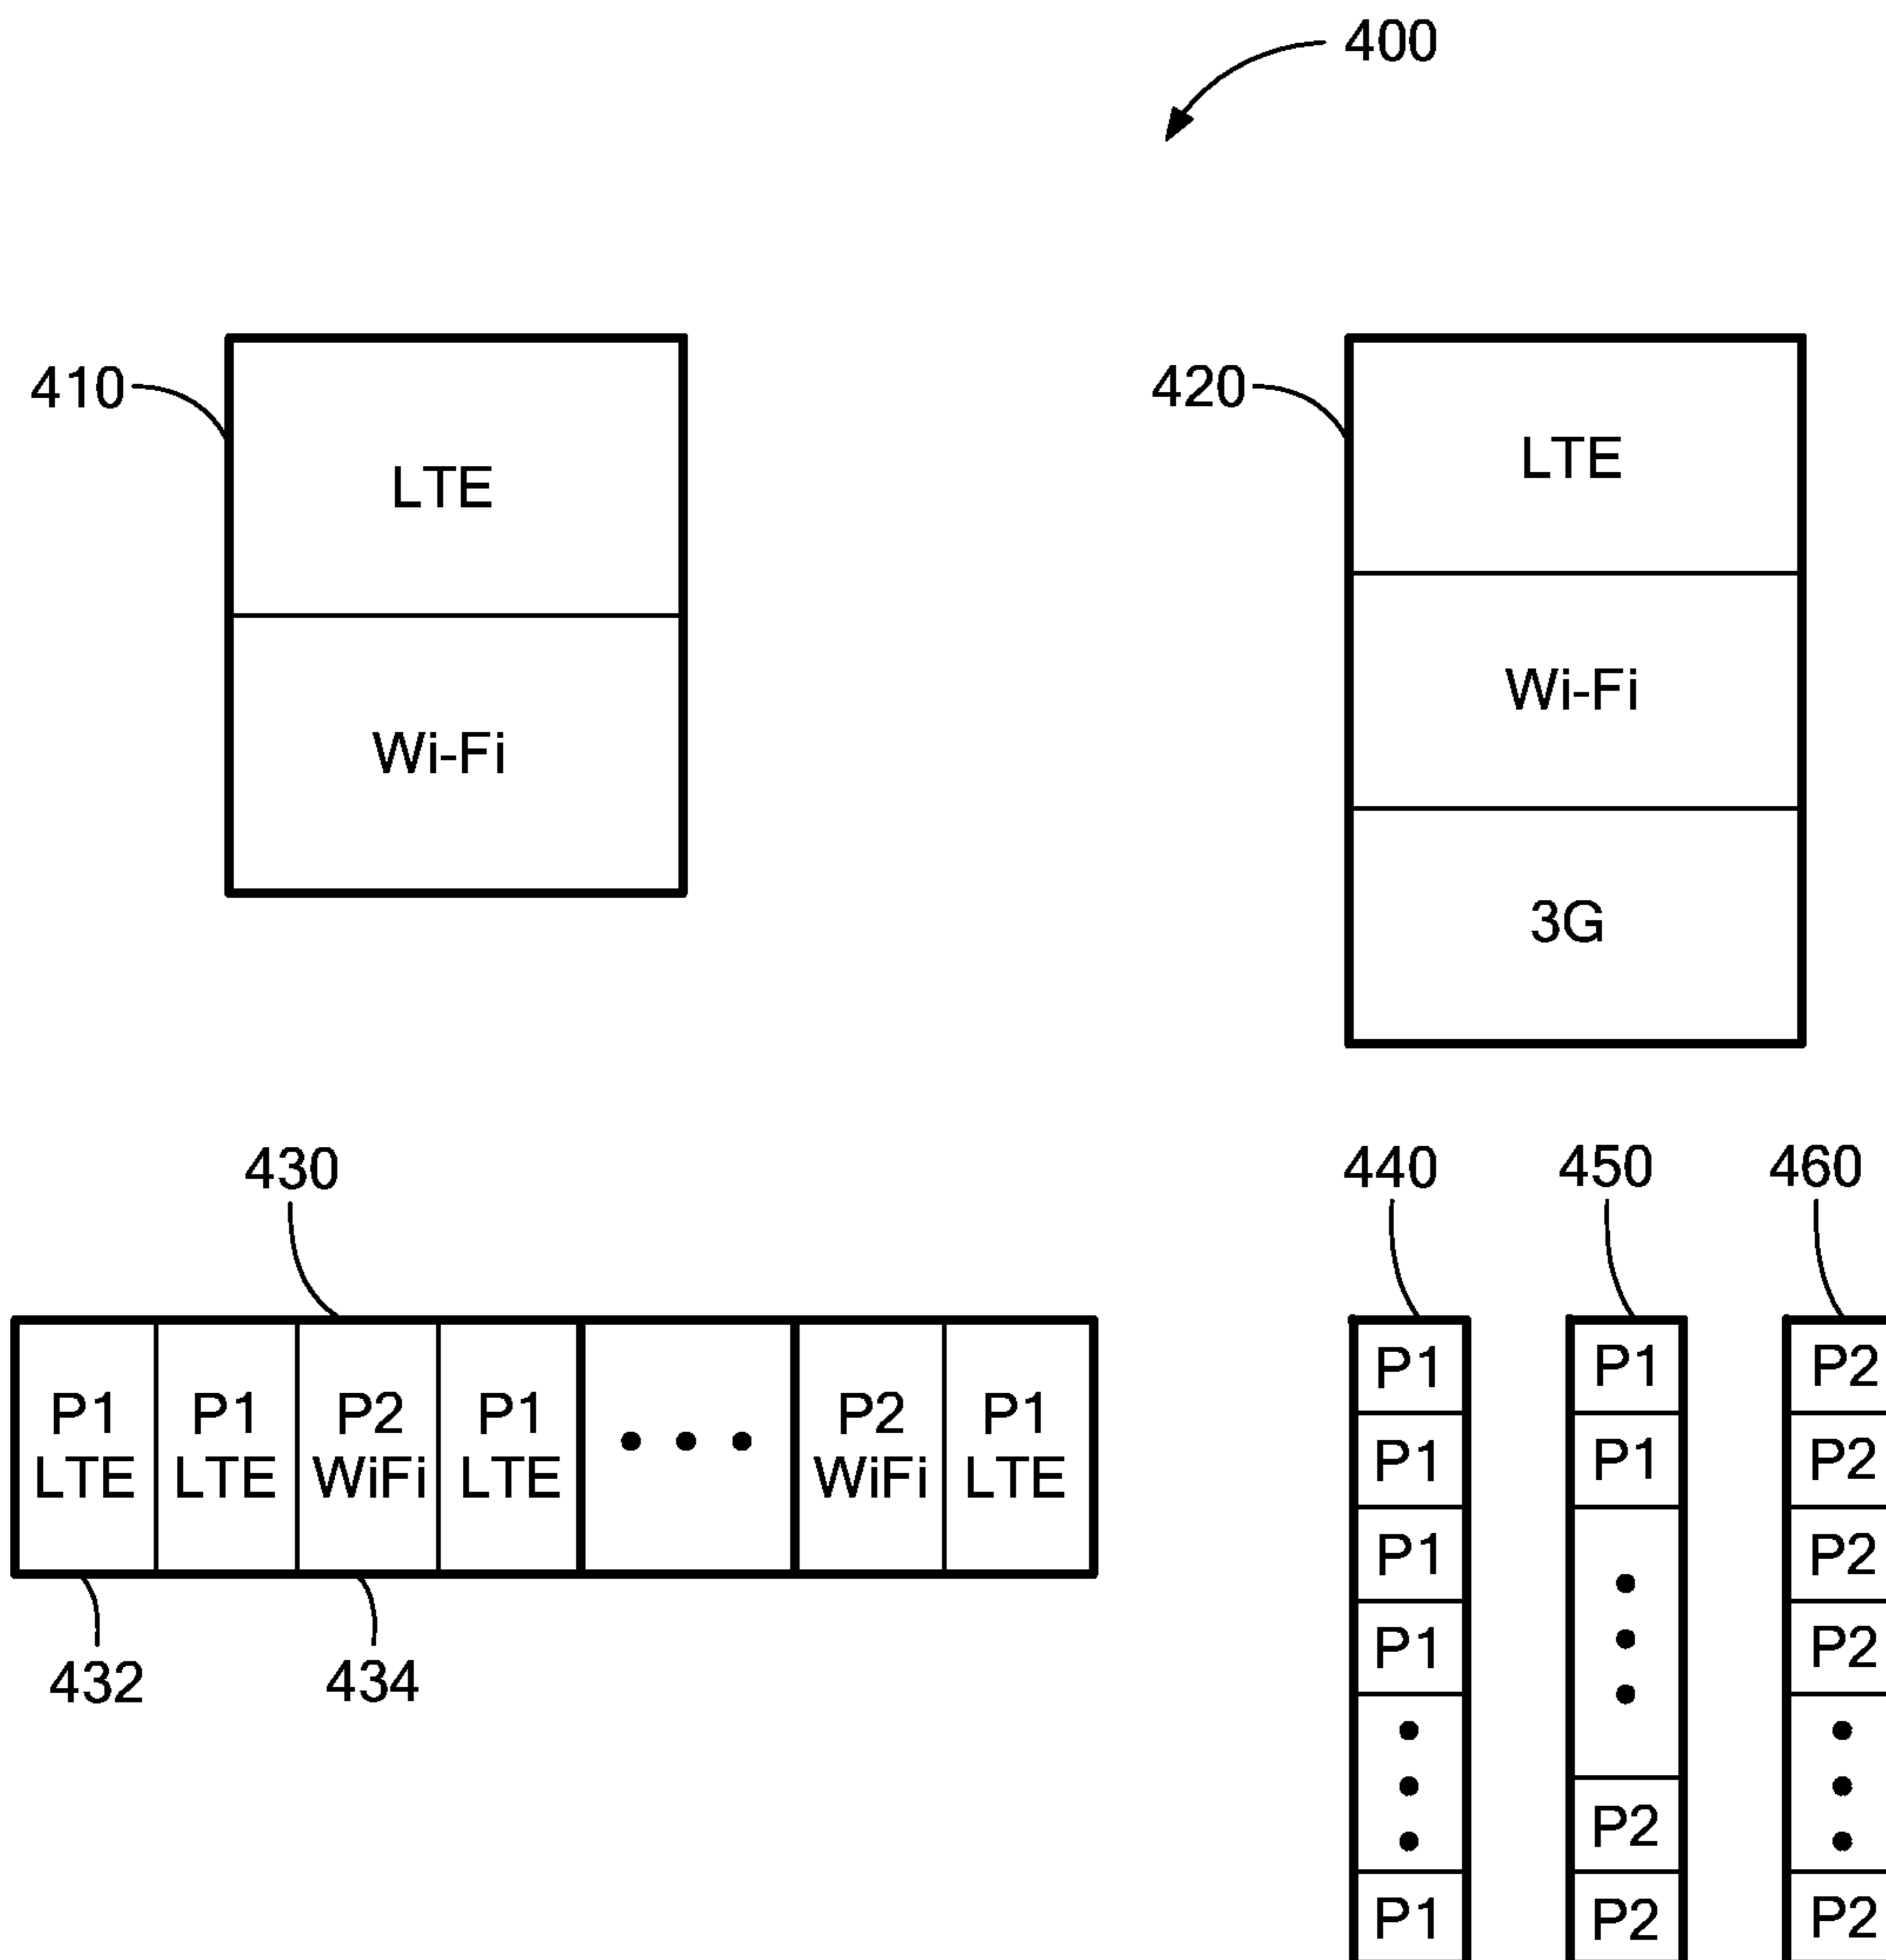 400
410
LTE
Wi-Fi
420
LTE
Wi-Fi
3G
430
P1 P1 P2 P1 P2 P1
LTE LTE WiFi LTE WiFi LTE
432 434
440 450 460
P1 P1 P2
P1 P1 P2
P1 P2
P1 P2
P2
P1 P2 P2